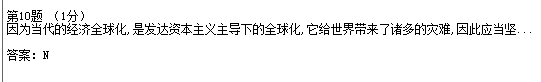 第10题 (1分)
因为当代的经济全球化,是发达资本主义主导下的全球化,它给世界带来了诸多的灾难,因此应当坚...
答案: N